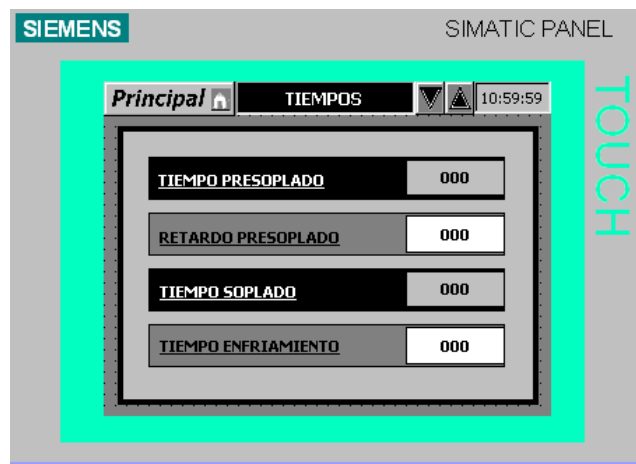 SIEMENS
SIMATIC PANEL
Principal
TIEMPOS
10:59:59
TOUCH
TIEMPO PRESOPLADO 000
RETARDO PRESOPLADO 000
TIEMPO SOPLADO 000
TIEMPO ENFRIAMIENTO 000